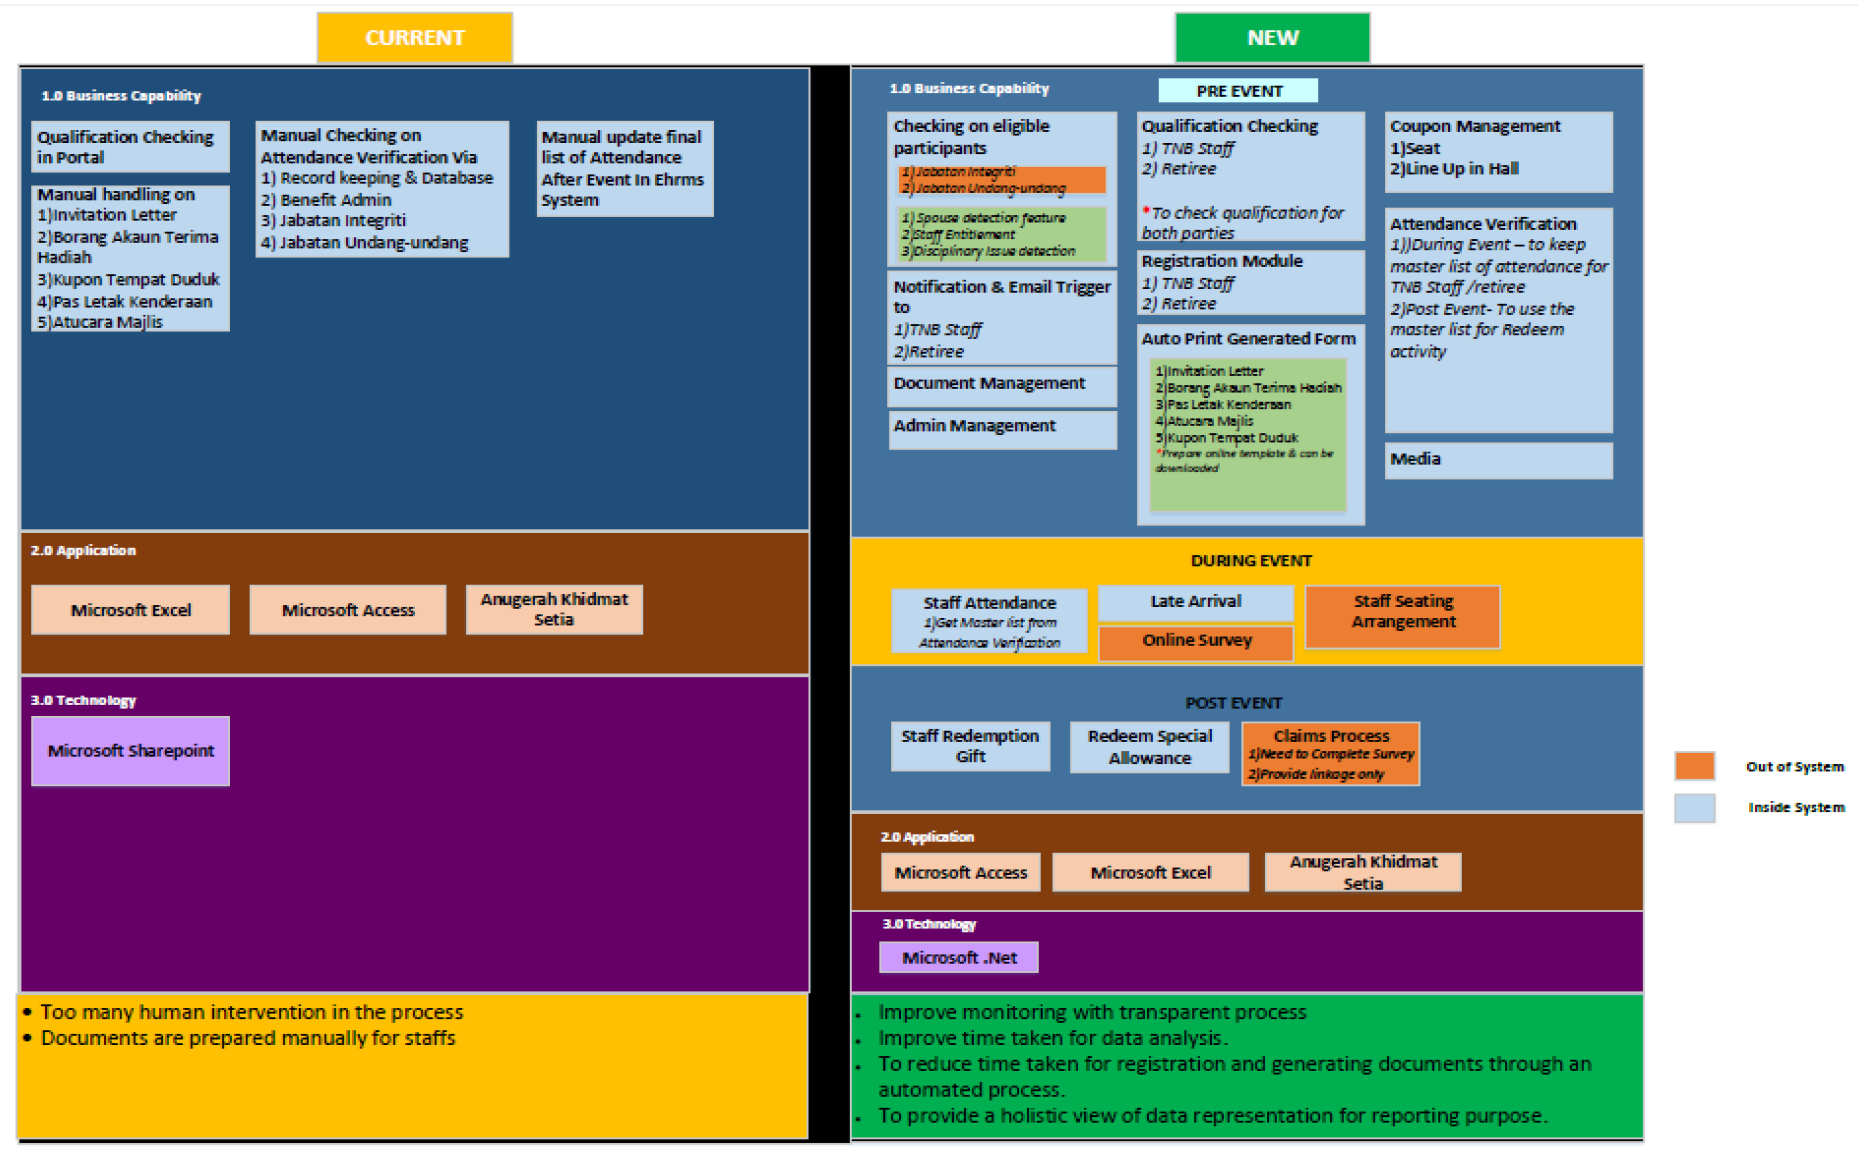 CURRENT
1.0 Business Capability
Qualification Checking
in Portal
Manual handling on
1)Invitation Letter
2)Borang Akaun Terima
Hadiah
3)Kupon Tempat Duduk
4)Pas Letak Kenderaan
5)Atucara Majlis
Manual Checking on
Attendance Verification Via
1) Record keeping & Database
2) Benefit Admin
3) Jabatan Integriti
4) Jabatan Undang-undang
Manual update final
list of Attendance
After Event In Ehrms
System
2.0 Application
Microsoft Excel
Microsoft Access
Anugerah Khidmat
Setia
3.0 Technology
Microsoft Sharepoint
• Too many human intervention in the process
• Documents are prepared manually for staffs
NEW
1.0 Business Capability
PRE EVENT
Checking on eligible
participants
1)Jabatan Integriti
2)Jabatan Undang-undang
1) Spouse detection feature
2)Staff Entitlement
3)Disciplinary Issue detection
Notification & Email Trigger
to
1)TNB Staff
2)Retiree
Document Management
Admin Management
Qualification Checking
1) TNB Staff
2) Retiree
*To check qualification for
both parties
Registration Module
1) TNB Staff
2) Retiree
Auto Print Generated Form
1)Invitation Letter
2)Borang Akaun Terima Hadiah
3)Pas Letak Kenderaan
4)Atucara Majlis
5)Kupon Tempat Duduk
*Prepare online template & can be
downloaded
Coupon Management
1)Seat
2)Line Up in Hall
Attendance Verification
1))During Event – to keep
master list of attendance for
TNB Staff /retiree
2)Post Event- To use the
master list for Redeem
activity
Media
DURING EVENT
Staff Attendance
1)Get Master list from
Attendance Verification
Late Arrival
Online Survey
Staff Seating
Arrangement
POST EVENT
Staff Redemption
Gift
Redeem Special
Allowance
Claims Process
1)Need to Complete Survey
2)Provide linkage only
2.0 Application
Microsoft Access
Microsoft Excel
Anugerah Khidmat
Setia
3.0 Technology
Microsoft .Net
• Improve monitoring with transparent process
• Improve time taken for data analysis.
• To reduce time taken for registration and generating documents through an
automated process.
• To provide a holistic view of data representation for reporting purpose.
Out of System
Inside System